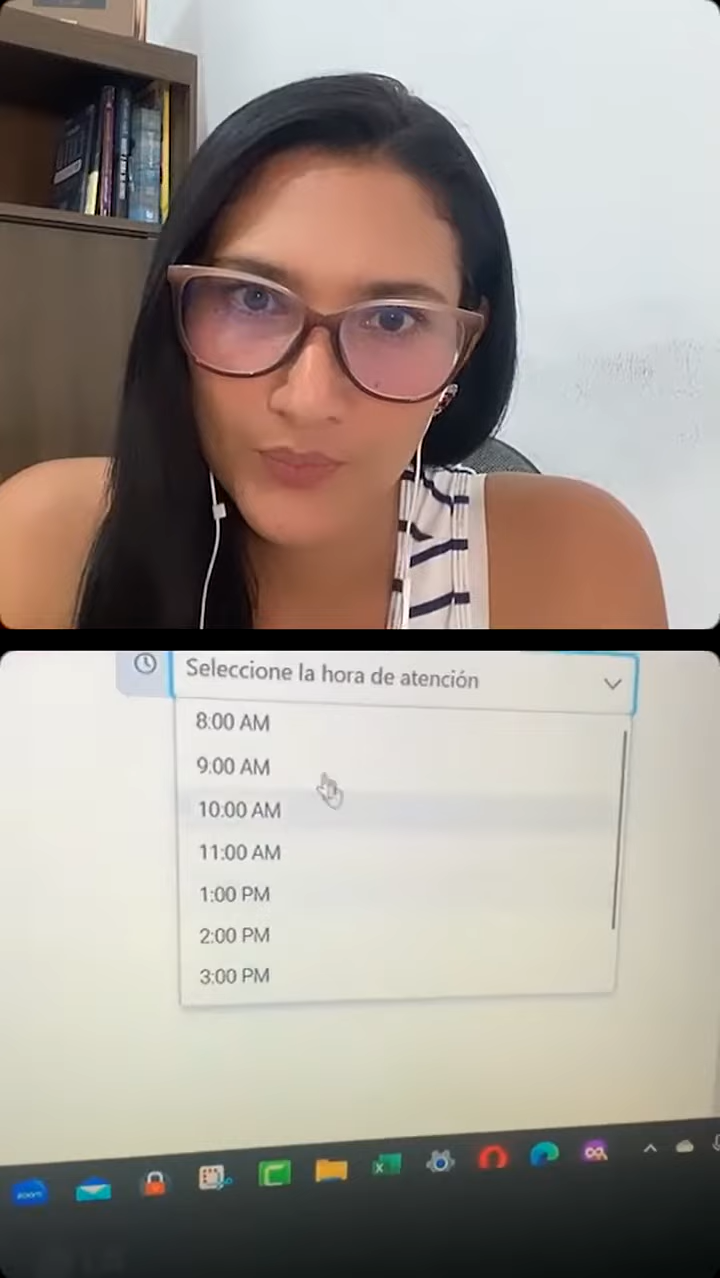 Seleccione la hora de atención
8:00 AM
9:00 AM
10:00 AM
11:00 AM
1:00 PM
2:00 PM
3:00 PM
zoom